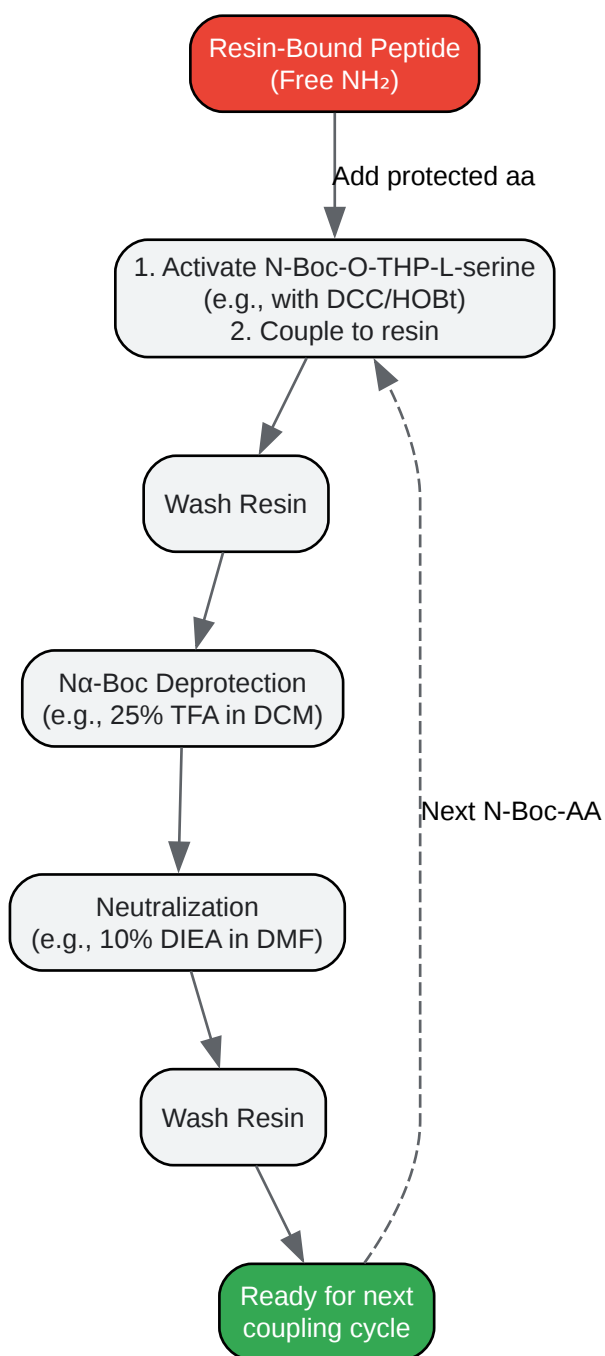 Resin-Bound Peptide
(Free NH₂)
Add protected aa
1. Activate N-Boc-O-THP-L-serine
(e.g., with DCC/HOBt)
2. Couple to resin
Wash Resin
Nα-Boc Deprotection
(e.g., 25% TFA in DCM)
Next N-Boc-AA
Neutralization
(e.g., 10% DIEA in DMF)
Wash Resin
Ready for next
coupling cycle